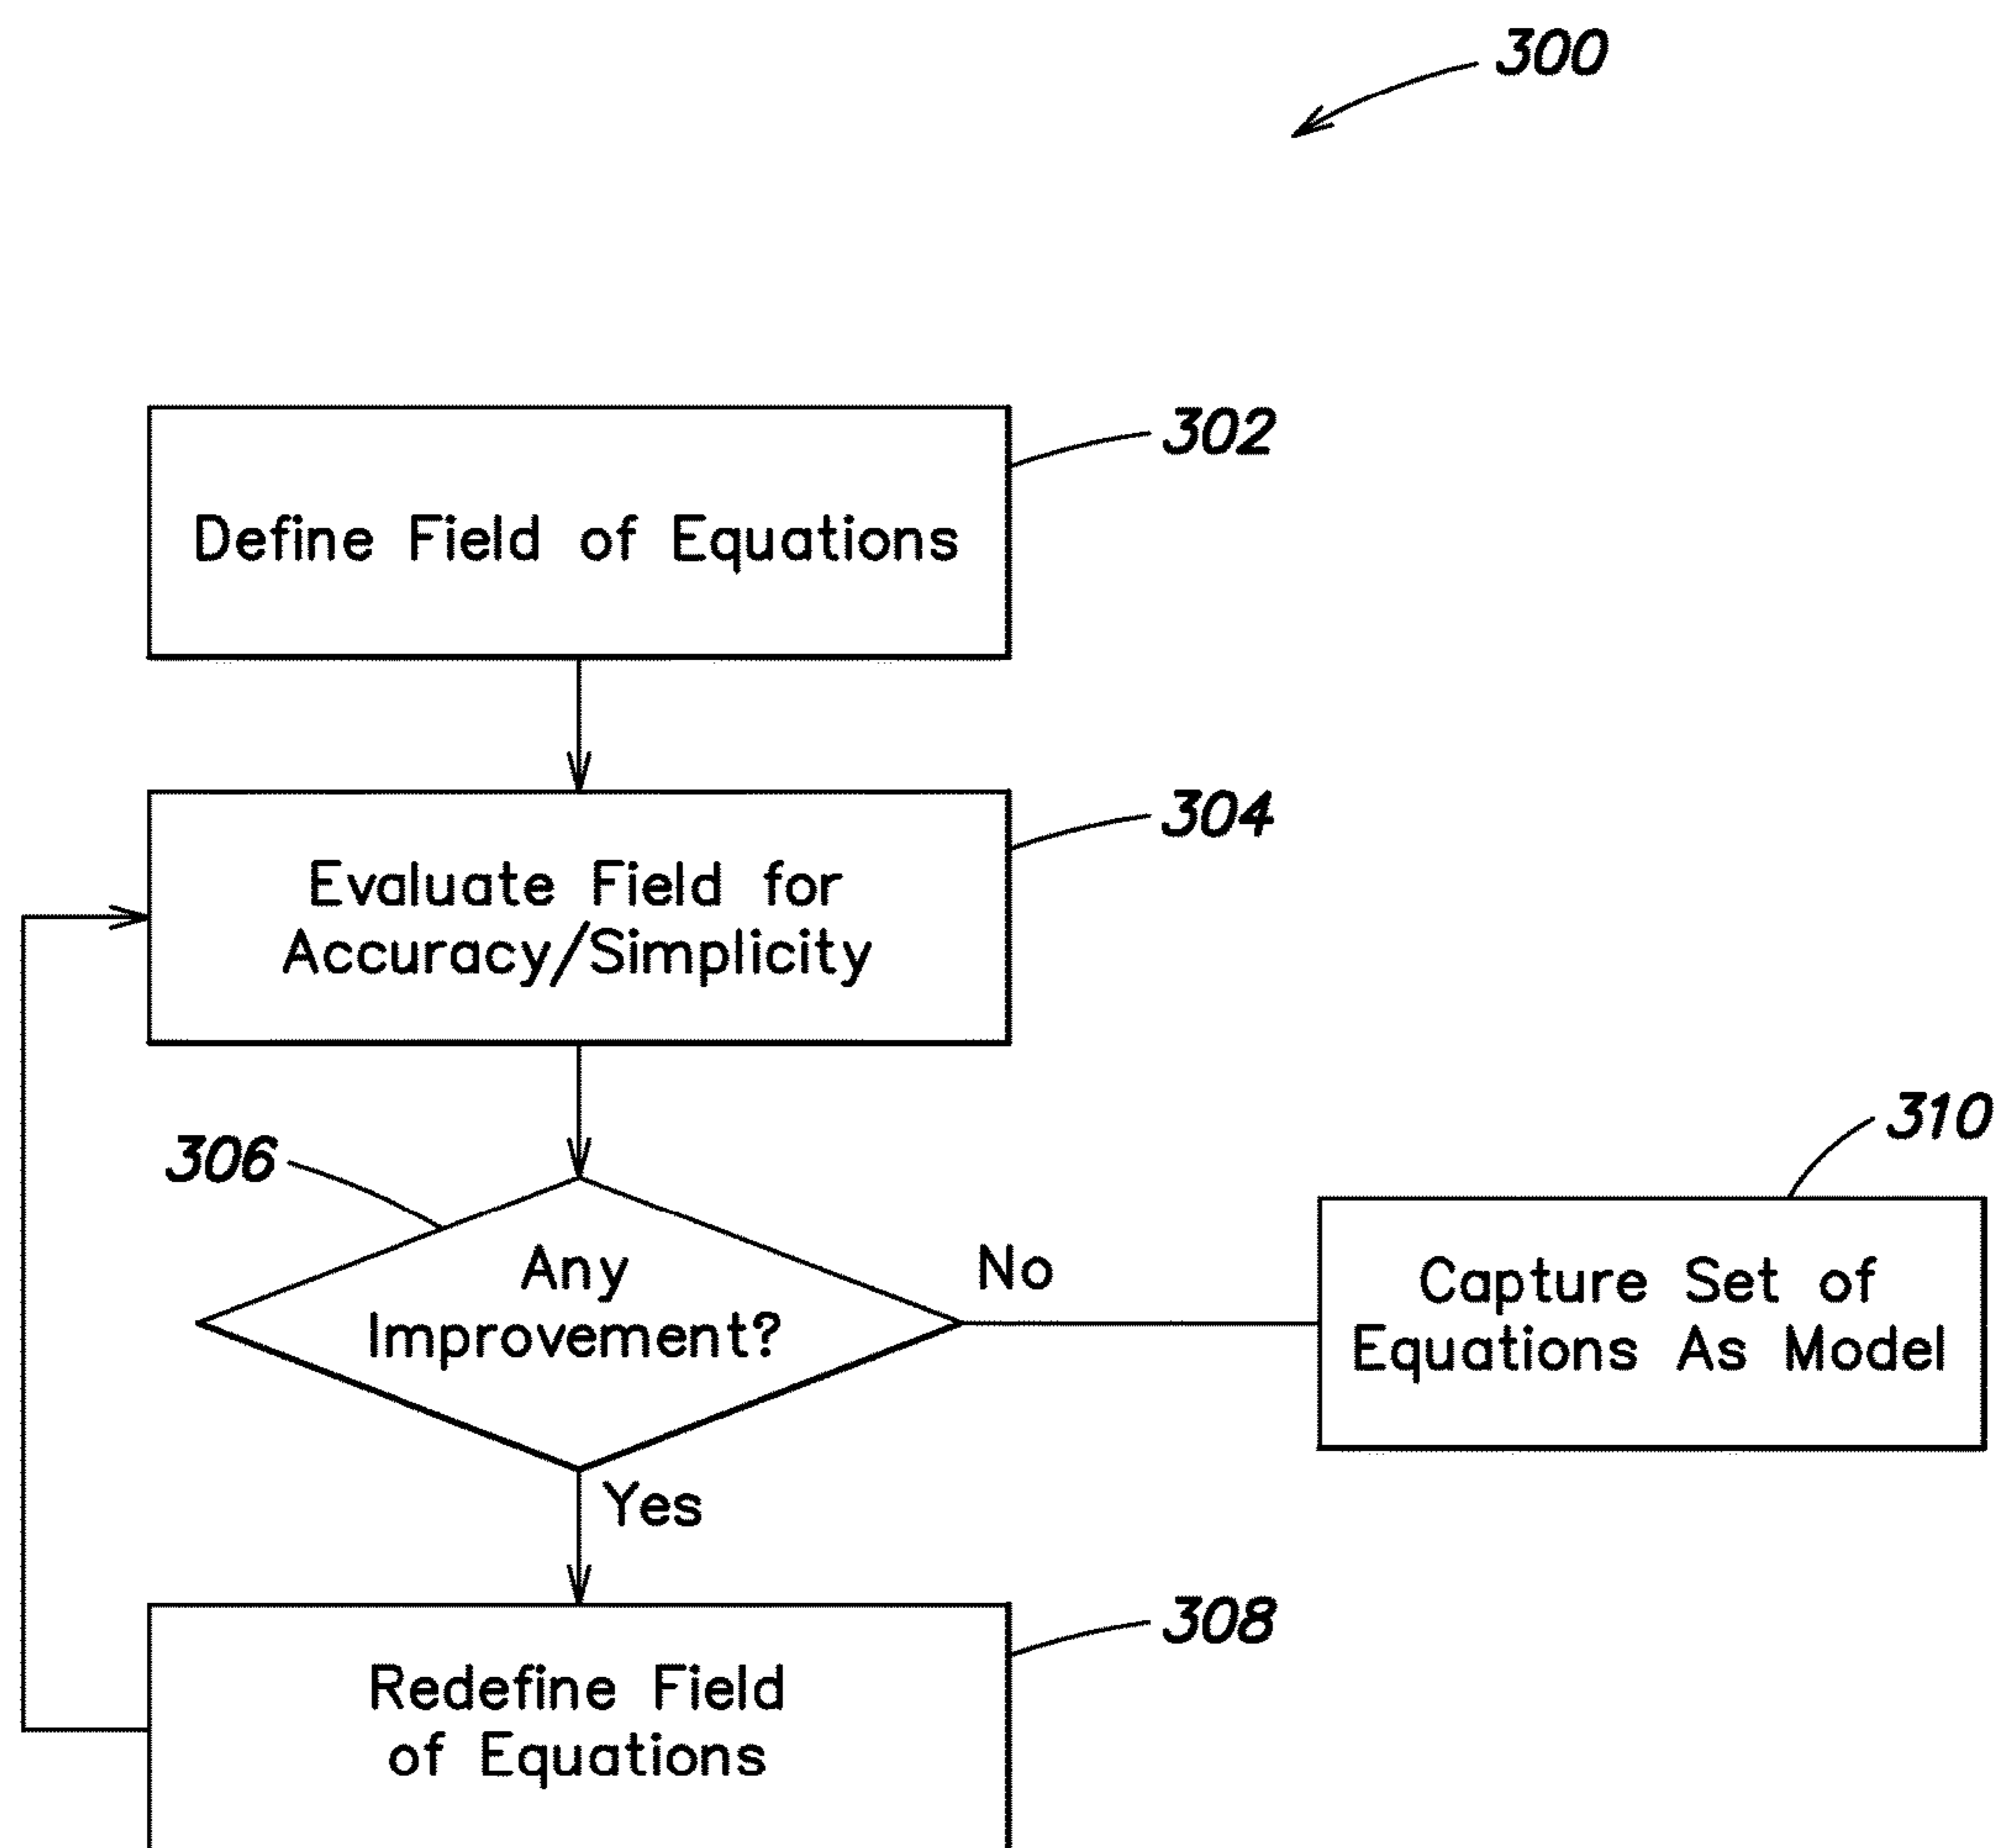 300
302
Define Field of Equations
304
Evaluate Field for
Accuracy/Simplicity
306
Any
Improvement?
No
310
Capture Set of
Equations As Model
Yes
308
Redefine Field
of Equations